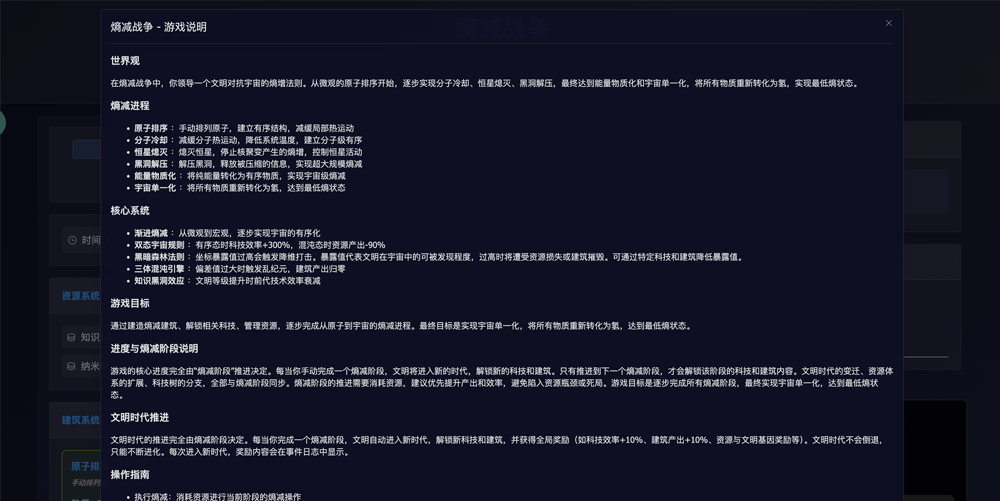 熵减战争
熵减战争 - 游戏说明
×
世界观
在熵减战争中，你领导一个文明对抗宇宙的熵增法则。从微观的原子排序开始，逐步实现分子冷却、恒星熄灭、黑洞解压，最终达到能量物质化和宇宙单一化，将所有物质重新转化为氢，实现最低熵状态。
熵减进程
• 原子排序： 手动排列原子，建立有序结构，减缓局部热运动
• 分子冷却： 减缓分子热运动，降低系统温度，建立分子级有序
• 恒星熄灭： 熄灭恒星，停止核聚变产生的熵增，控制恒星活动
• 黑洞解压： 解压黑洞，释放被压缩的信息，实现超大规模熵减
• 能量物质化： 将纯能量转化为有序物质，实现宇宙级熵减
• 宇宙单一化： 将所有物质重新转化为氢，达到最低熵状态
核心系统
• 渐进熵减： 从微观到宏观，逐步实现宇宙的有序化
• 双态宇宙规则： 有序态时科技效率+300%，混沌态时资源产出-90%
• 黑暗森林法则： 坐标暴露值过高会触发降维打击。暴露值代表文明在宇宙中的可被发现程度，过高时将遭受资源损失或建筑摧毁。可通过特定科技和建筑降低暴露值。
• 三体混沌引擎： 偏差值过大时触发乱纪元，建筑产出归零
• 知识黑洞效应： 文明等级提升时前代技术效率衰减
游戏目标
通过建造熵减建筑、解锁相关科技、管理资源，逐步完成从原子到宇宙的熵减进程。最终目标是实现宇宙单一化，将所有物质重新转化为氢，达到最低熵状态。
进度与熵减阶段说明
游戏的核心进度完全由"熵减阶段"推进决定。每当你手动完成一个熵减阶段，文明将进入新的时代，解锁新的科技和建筑。只有推进到下一个熵减阶段，才会解锁该阶段的科技和建筑内容。文明时代的变迁、资源体
系的扩展、科技树的分支，全部与熵减阶段同步。熵减阶段的推进需要消耗资源，建议优先提升产出和效率，避免陷入资源瓶颈或死局。游戏目标是逐步完成所有熵减阶段，最终实现宇宙单一化，达到最低熵状
态。
文明时代推进
文明时代的推进完全由熵减阶段决定。每当你完成一个熵减阶段，文明自动进入新时代，解锁新科技和建筑，并获得全局奖励（如科技效率+10%、建筑产出+10%、资源与文明基因奖励等）。文明时代不会倒退，
只能不断进化。每次进入新时代，奖励内容会在事件日志中显示。
操作指南
• 执行熵减：消耗资源进行当前阶段的熵减操作
时间
资源系统
知识
纳米
建筑系统
原子排
手动排列